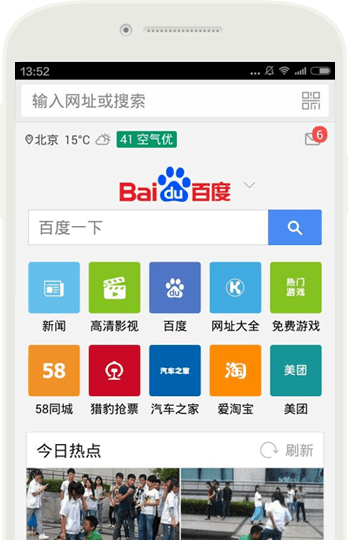 13:52
输入网址或搜索
北京 15°C 41 空气优 6
Bai du 百度
百度一下
新闻 高清影视 du 百度 K 网址大全 热门游戏 免费游戏
58 58同城 猎豹抢票 汽车之家 汽车之家 淘 爱淘宝 美团 美团
今日热点 刷新